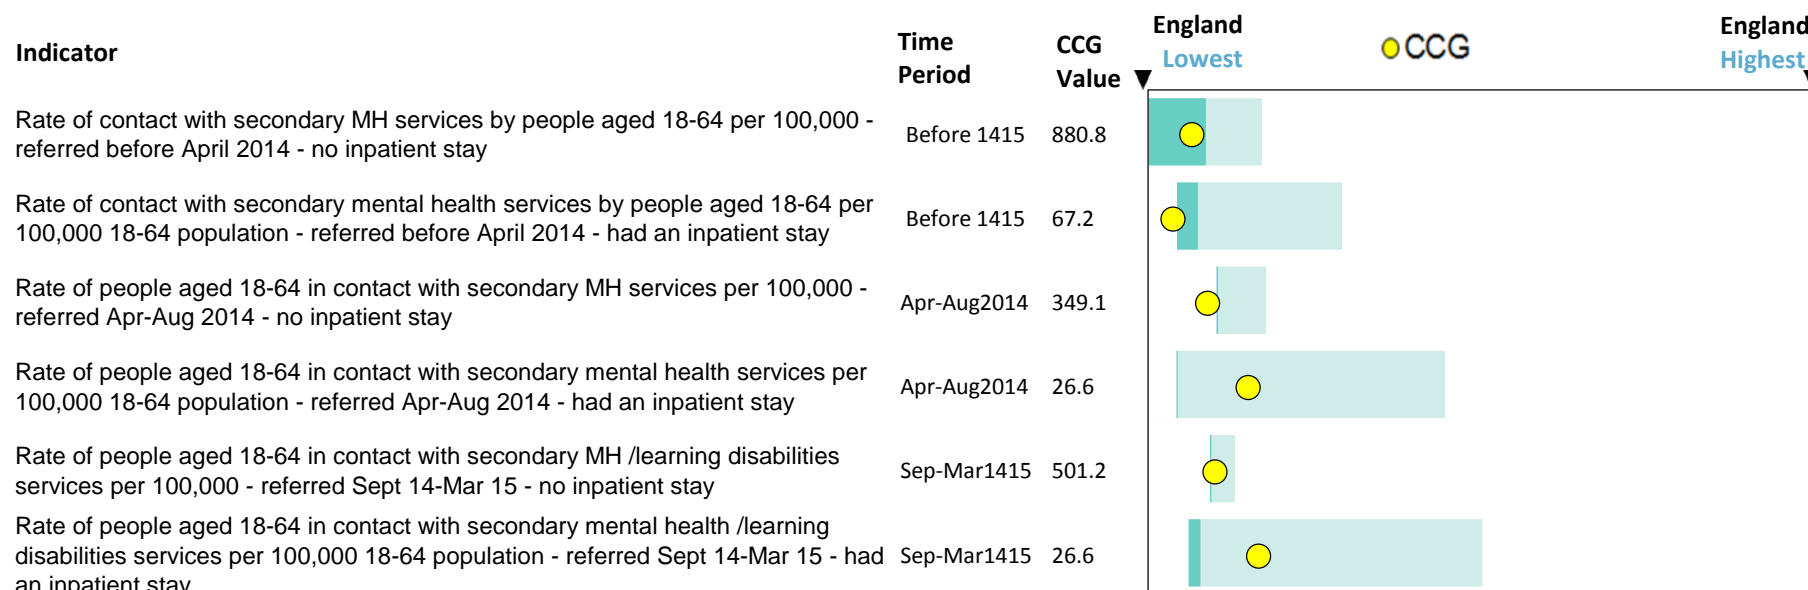 Indicator
Time
Period
CCG
Value
England
Lowest
CCG
England
Highest
Rate of contact with secondary MH services by people aged 18-64 per 100,000 -
referred before April 2014 - no inpatient stay
Before 1415
880.8
Rate of contact with secondary mental health services by people aged 18-64 per
100,000 18-64 population - referred before April 2014 - had an inpatient stay
Before 1415
67.2
Rate of people aged 18-64 in contact with secondary MH services per 100,000 -
referred Apr-Aug 2014 - no inpatient stay
Apr-Aug2014
349.1
Rate of people aged 18-64 in contact with secondary mental health services per
100,000 18-64 population - referred Apr-Aug 2014 - had an inpatient stay
Apr-Aug2014
26.6
Rate of people aged 18-64 in contact with secondary MH /learning disabilities
services per 100,000 - referred Sept 14-Mar 15 - no inpatient stay
Sep-Mar1415
501.2
Rate of people aged 18-64 in contact with secondary mental health /learning
disabilities services per 100,000 18-64 population - referred Sept 14-Mar 15 - had
an inpatient stay
Sep-Mar1415
26.6